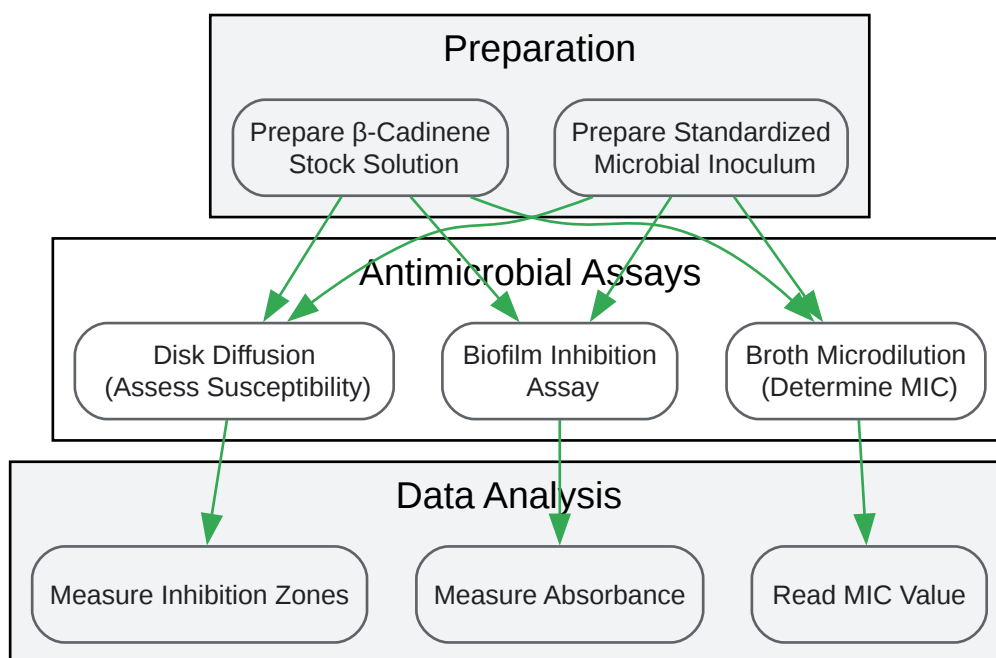 Preparation
Prepare β-Cadinene
Stock Solution
Prepare Standardized
Microbial Inoculum
Antimicrobial Assays
Disk Diffusion
(Assess Susceptibility)
Biofilm Inhibition
Assay
Broth Microdilution
(Determine MIC)
Data Analysis
Measure Inhibition Zones
Measure Absorbance
Read MIC Value